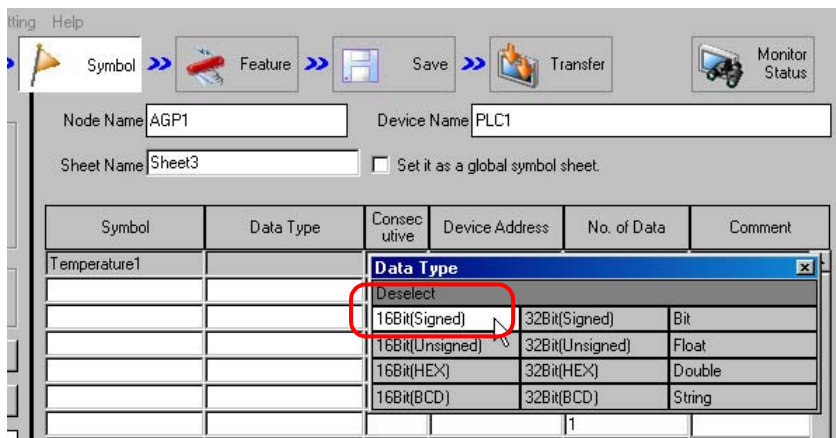 tting Help
Symbol Feature Save Transfer Monitor Status
Node Name AGP1 Device Name PLC1
Sheet Name Sheet3 Set it as a global symbol sheet.
Symbol Data Type Consecutive Device Address No. of Data Comment
Temperature1
Data Type
Deselect
16Bit(Signed) 32Bit(Signed) Bit
16Bit(Unsigned) 32Bit(Unsigned) Float
16Bit(HEX) 32Bit(HEX) Double
16Bit(BCD) 32Bit(BCD) String
1